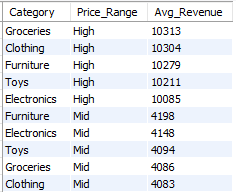 Category Price_Range Avg_Revenue
Groceries High 10313
Clothing High 10304
Furniture High 10279
Toys High 10211
Electronics High 10085
Furniture Mid 4198
Electronics Mid 4148
Toys Mid 4094
Groceries Mid 4086
Clothing Mid 4083